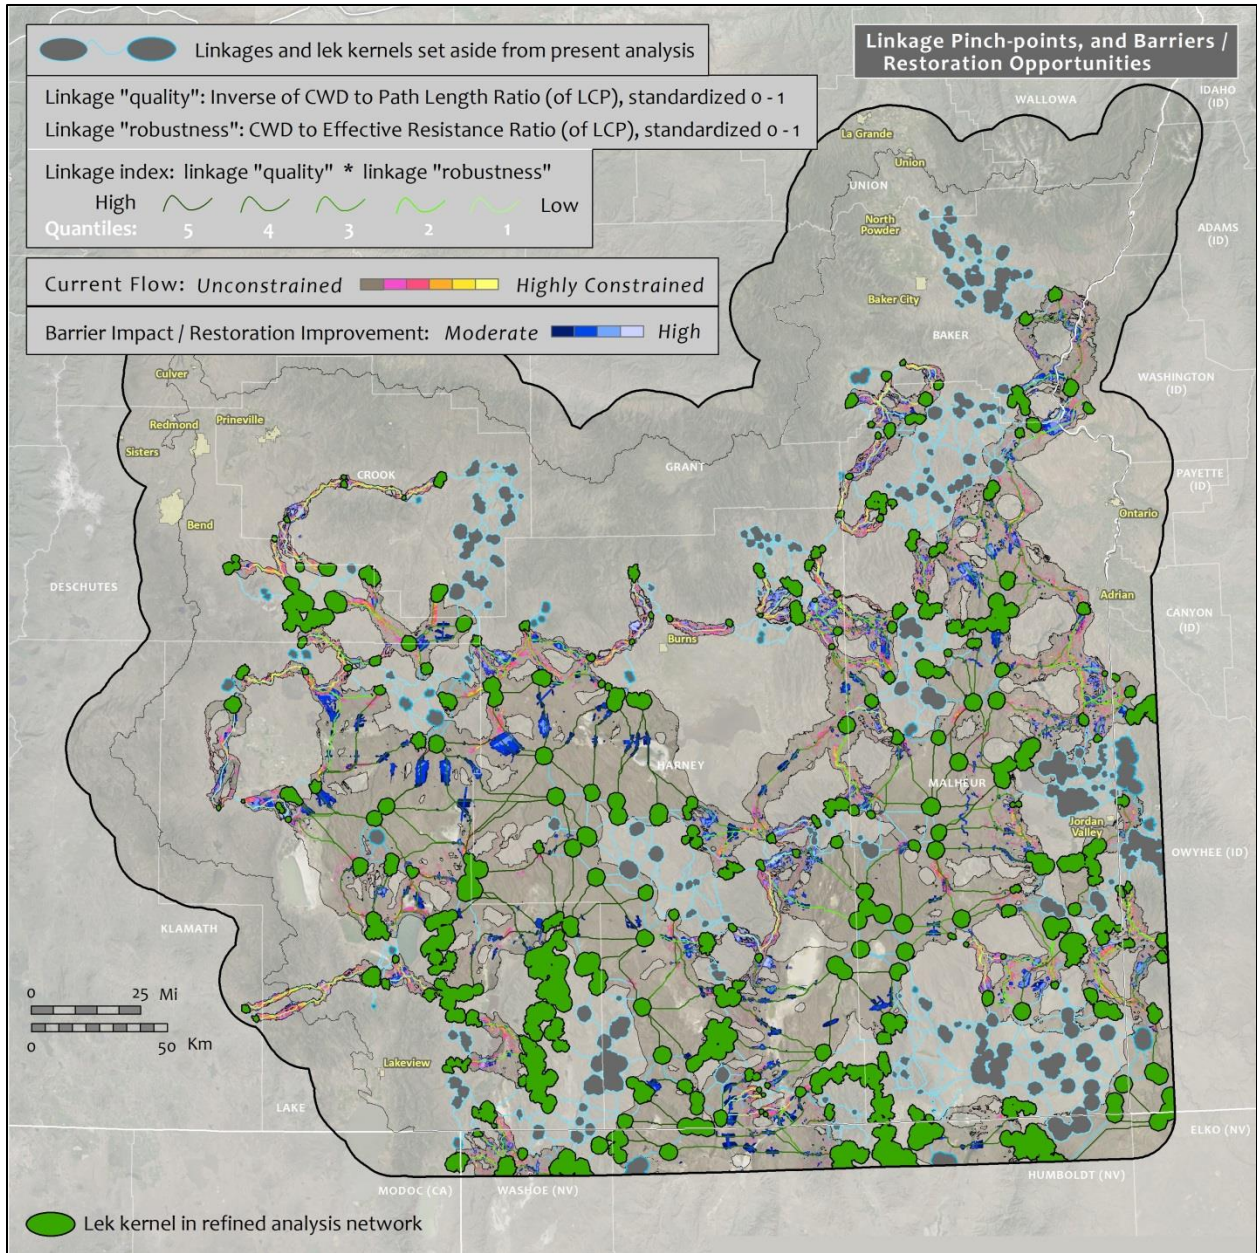 Linkages and lek kernels set aside from present analysis
Linkage Pinch-points, and Barriers /
Restoration Opportunities
Linkage "quality": Inverse of CWD to Path Length Ratio (of LCP), standardized 0 - 1
Linkage "robustness": CWD to Effective Resistance Ratio (of LCP), standardized 0 - 1
Linkage index: linkage "quality" * linkage "robustness"
High Low
Quantiles: 5 4 3 2 1
Current Flow: Unconstrained Highly Constrained
Barrier Impact / Restoration Improvement: Moderate High
IDAHO
(ID)
WALLOWA
La Grande
Union
UNION
North
Powder
ADAMS
(ID)
Baker City
BAKER
WASHINGTON
(ID)
Culver
Redmond
Prineville
Sisters
CROOK
GRANT
PAYETTE
(ID)
Ontario
Bend
DESCHUTES
Adrian
CANYON
(ID)
Burns
HARNEY
MALHEUR
Jordan
Valley
OWYHEE (ID)
KLAMATH
0 25 Mi
0 50 Km
Lakeview
LAKE
ELKO (NV)
HUMBOLDT (NV)
MODOC (CA)
WASHOE (NV)
Lek kernel in refined analysis network